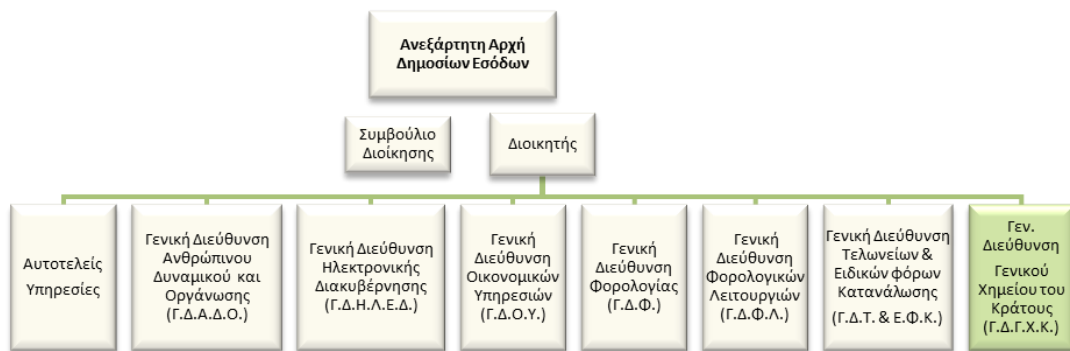 Ανεξάρτητη Αρχή
Δημοσίων Εσόδων
Συμβούλιο
Διοίκησης
Διοικητής
Αυτοτελείς
Υπηρεσίες
Γενική Διεύθυνση
Ανθρώπινου
Δυναμικού και
Οργάνωσης
(Γ.Δ.Α.Δ.Ο.)
Γενική Διεύθυνση
Ηλεκτρονικής
Διακυβέρνησης
(Γ.Δ.Η.Λ.Ε.Δ.)
Γενική
Διεύθυνση
Οικονομικών
Υπηρεσιών
(Γ.Δ.Ο.Υ.)
Γενική
Διεύθυνση
Φορολογίας
(Γ.Δ.Φ.)
Γενική
Διεύθυνση
Φορολογικών
Λειτουργιών
(Γ.Δ.Φ.Λ.)
Γενική Διεύθυνση
Τελωνείων &
Ειδικών φόρων
Κατανάλωσης
(Γ.Δ.Τ. & Ε.Φ.Κ.)
Γεν.
Διεύθυνση
Γενικού
Χημείου του
Κράτους
(Γ.Δ.Γ.Χ.Κ.)